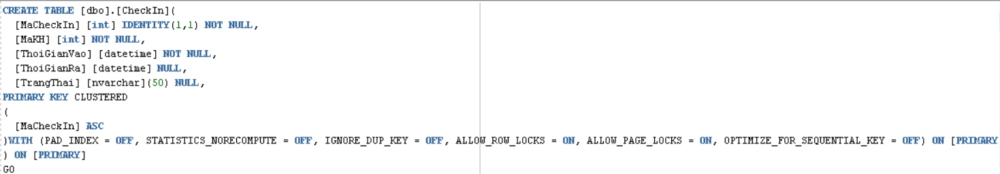 CREATE TABLE [dbo].[CheckIn](
[MaCheckIn] [int] IDENTITY(1,1) NOT NULL,
[MaKH] [int] NOT NULL,
[ThoiGianVao] [datetime] NOT NULL,
[ThoiGianRa] [datetime] NULL,
[TrangThai] [nvarchar](50) NULL,
PRIMARY KEY CLUSTERED
(
[MaCheckIn] ASC
)WITH (PAD_INDEX = OFF, STATISTICS_NORECOMPUTE = OFF, IGNORE_DUP_KEY = OFF, ALLOW_ROW_LOCKS = ON, ALLOW_PAGE_LOCKS = ON, OPTIMIZE_FOR_SEQUENTIAL_KEY = OFF) ON [PRIMARY
) ON [PRIMARY]
GO